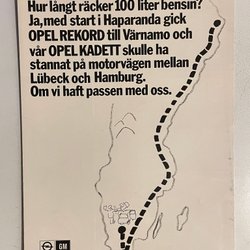 Hur långt räcker 100 liter bensin?
Ja, med start i Haparanda gick
OPEL REKORD till Värnamo och
vår OPEL KADETT skulle ha
stannat på motorvägen mellan
Lübeck och Hamburg.
Om vi haft passen med oss.
GM